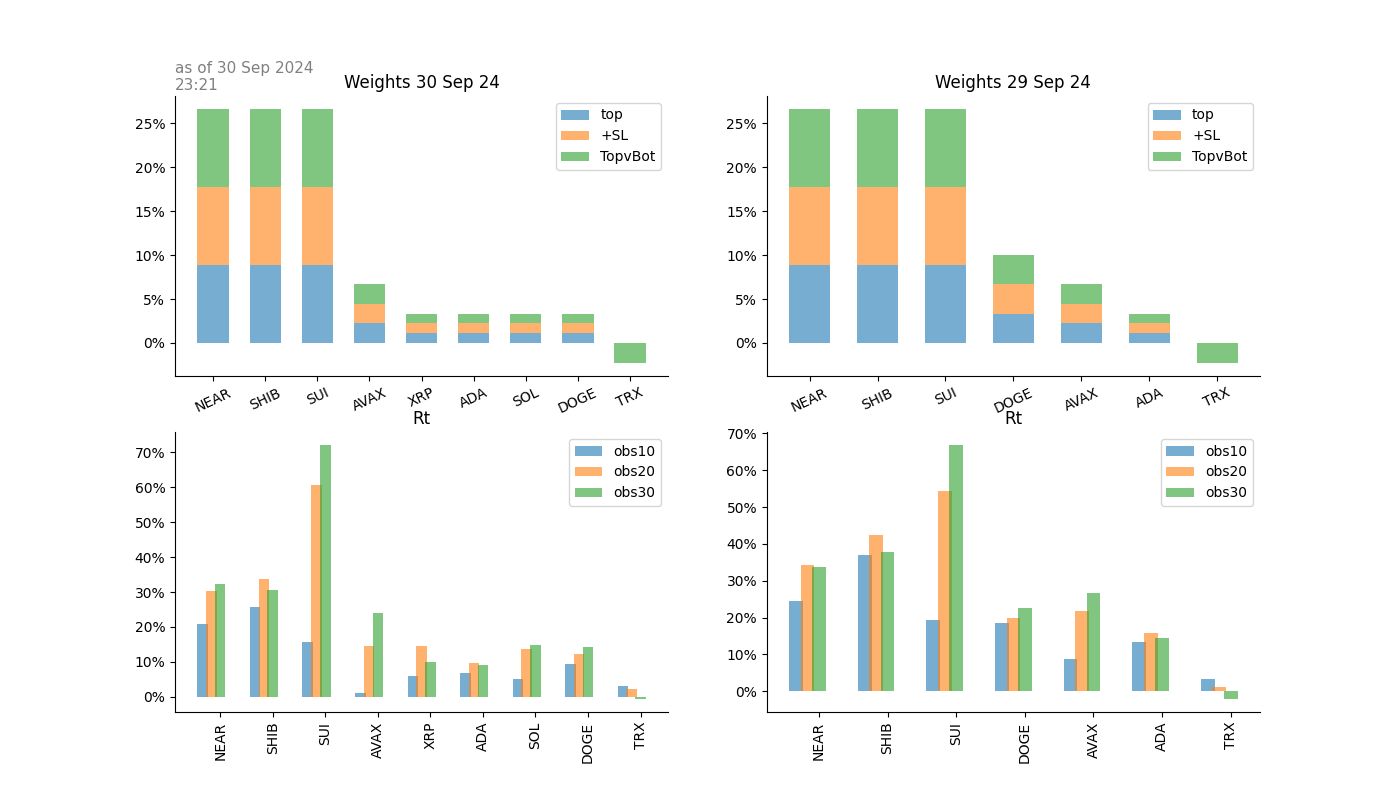 as of 30 Sep 2024
23:21
Weights 30 Sep 24
25%
20%
15%
10%
5%
0%
top
+SL
TopvBot
NEAR SHIB SUI AVAX XRP ADA SOL DOGE TRX
Weights 29 Sep 24
25%
20%
15%
10%
5%
0%
top
+SL
TopvBot
NEAR SHIB SUI DOGE AVAX ADA TRX
Rt
70%
60%
50%
40%
30%
20%
10%
0%
obs10
obs20
obs30
NEAR SHIB SUI AVAX XRP ADA SOL DOGE TRX
Rt
70%
60%
50%
40%
30%
20%
10%
0%
obs10
obs20
obs30
NEAR SHIB SUI DOGE AVAX ADA TRX